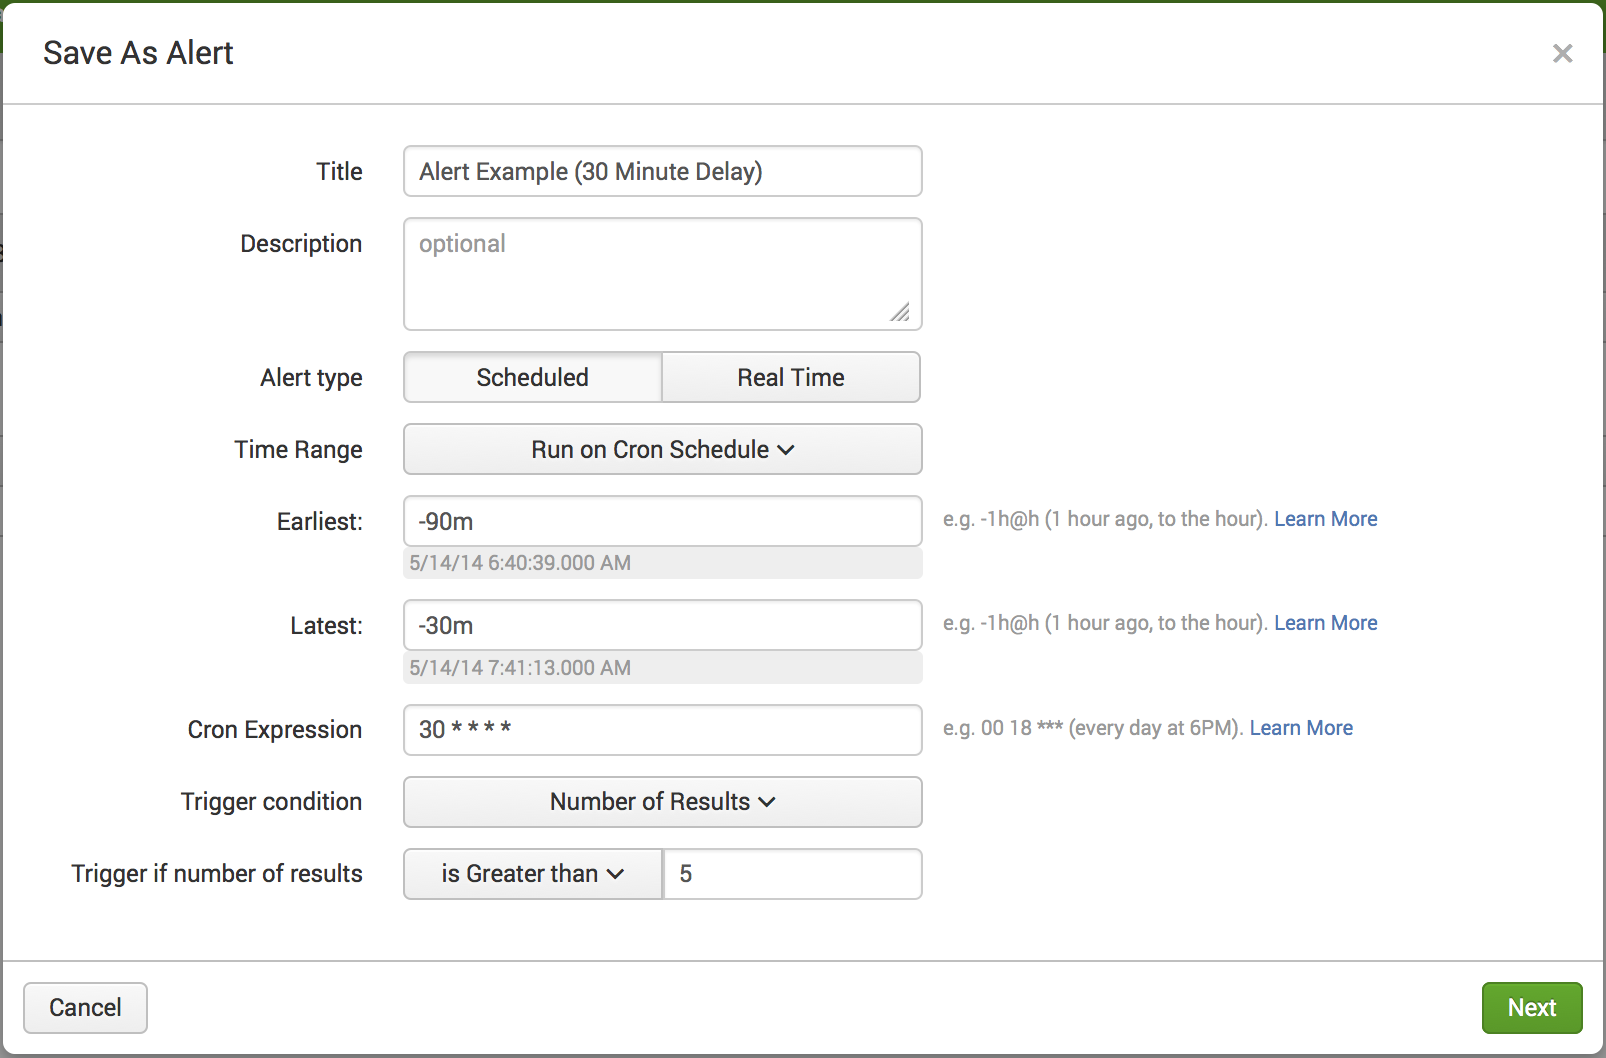 Save As Alert
×
Title
Alert Example (30 Minute Delay)
Description
optional
Alert type
Scheduled
Real Time
Time Range
Run on Cron Schedule
Earliest:
-90m
e.g. -1h@h (1 hour ago, to the hour). Learn More
5/14/14 6:40:39.000 AM
Latest:
-30m
e.g. -1h@h (1 hour ago, to the hour). Learn More
5/14/14 7:41:13.000 AM
Cron Expression
30 * * * *
e.g. 00 18 *** (every day at 6PM). Learn More
Trigger condition
Number of Results
Trigger if number of results
is Greater than
5
Cancel
Next